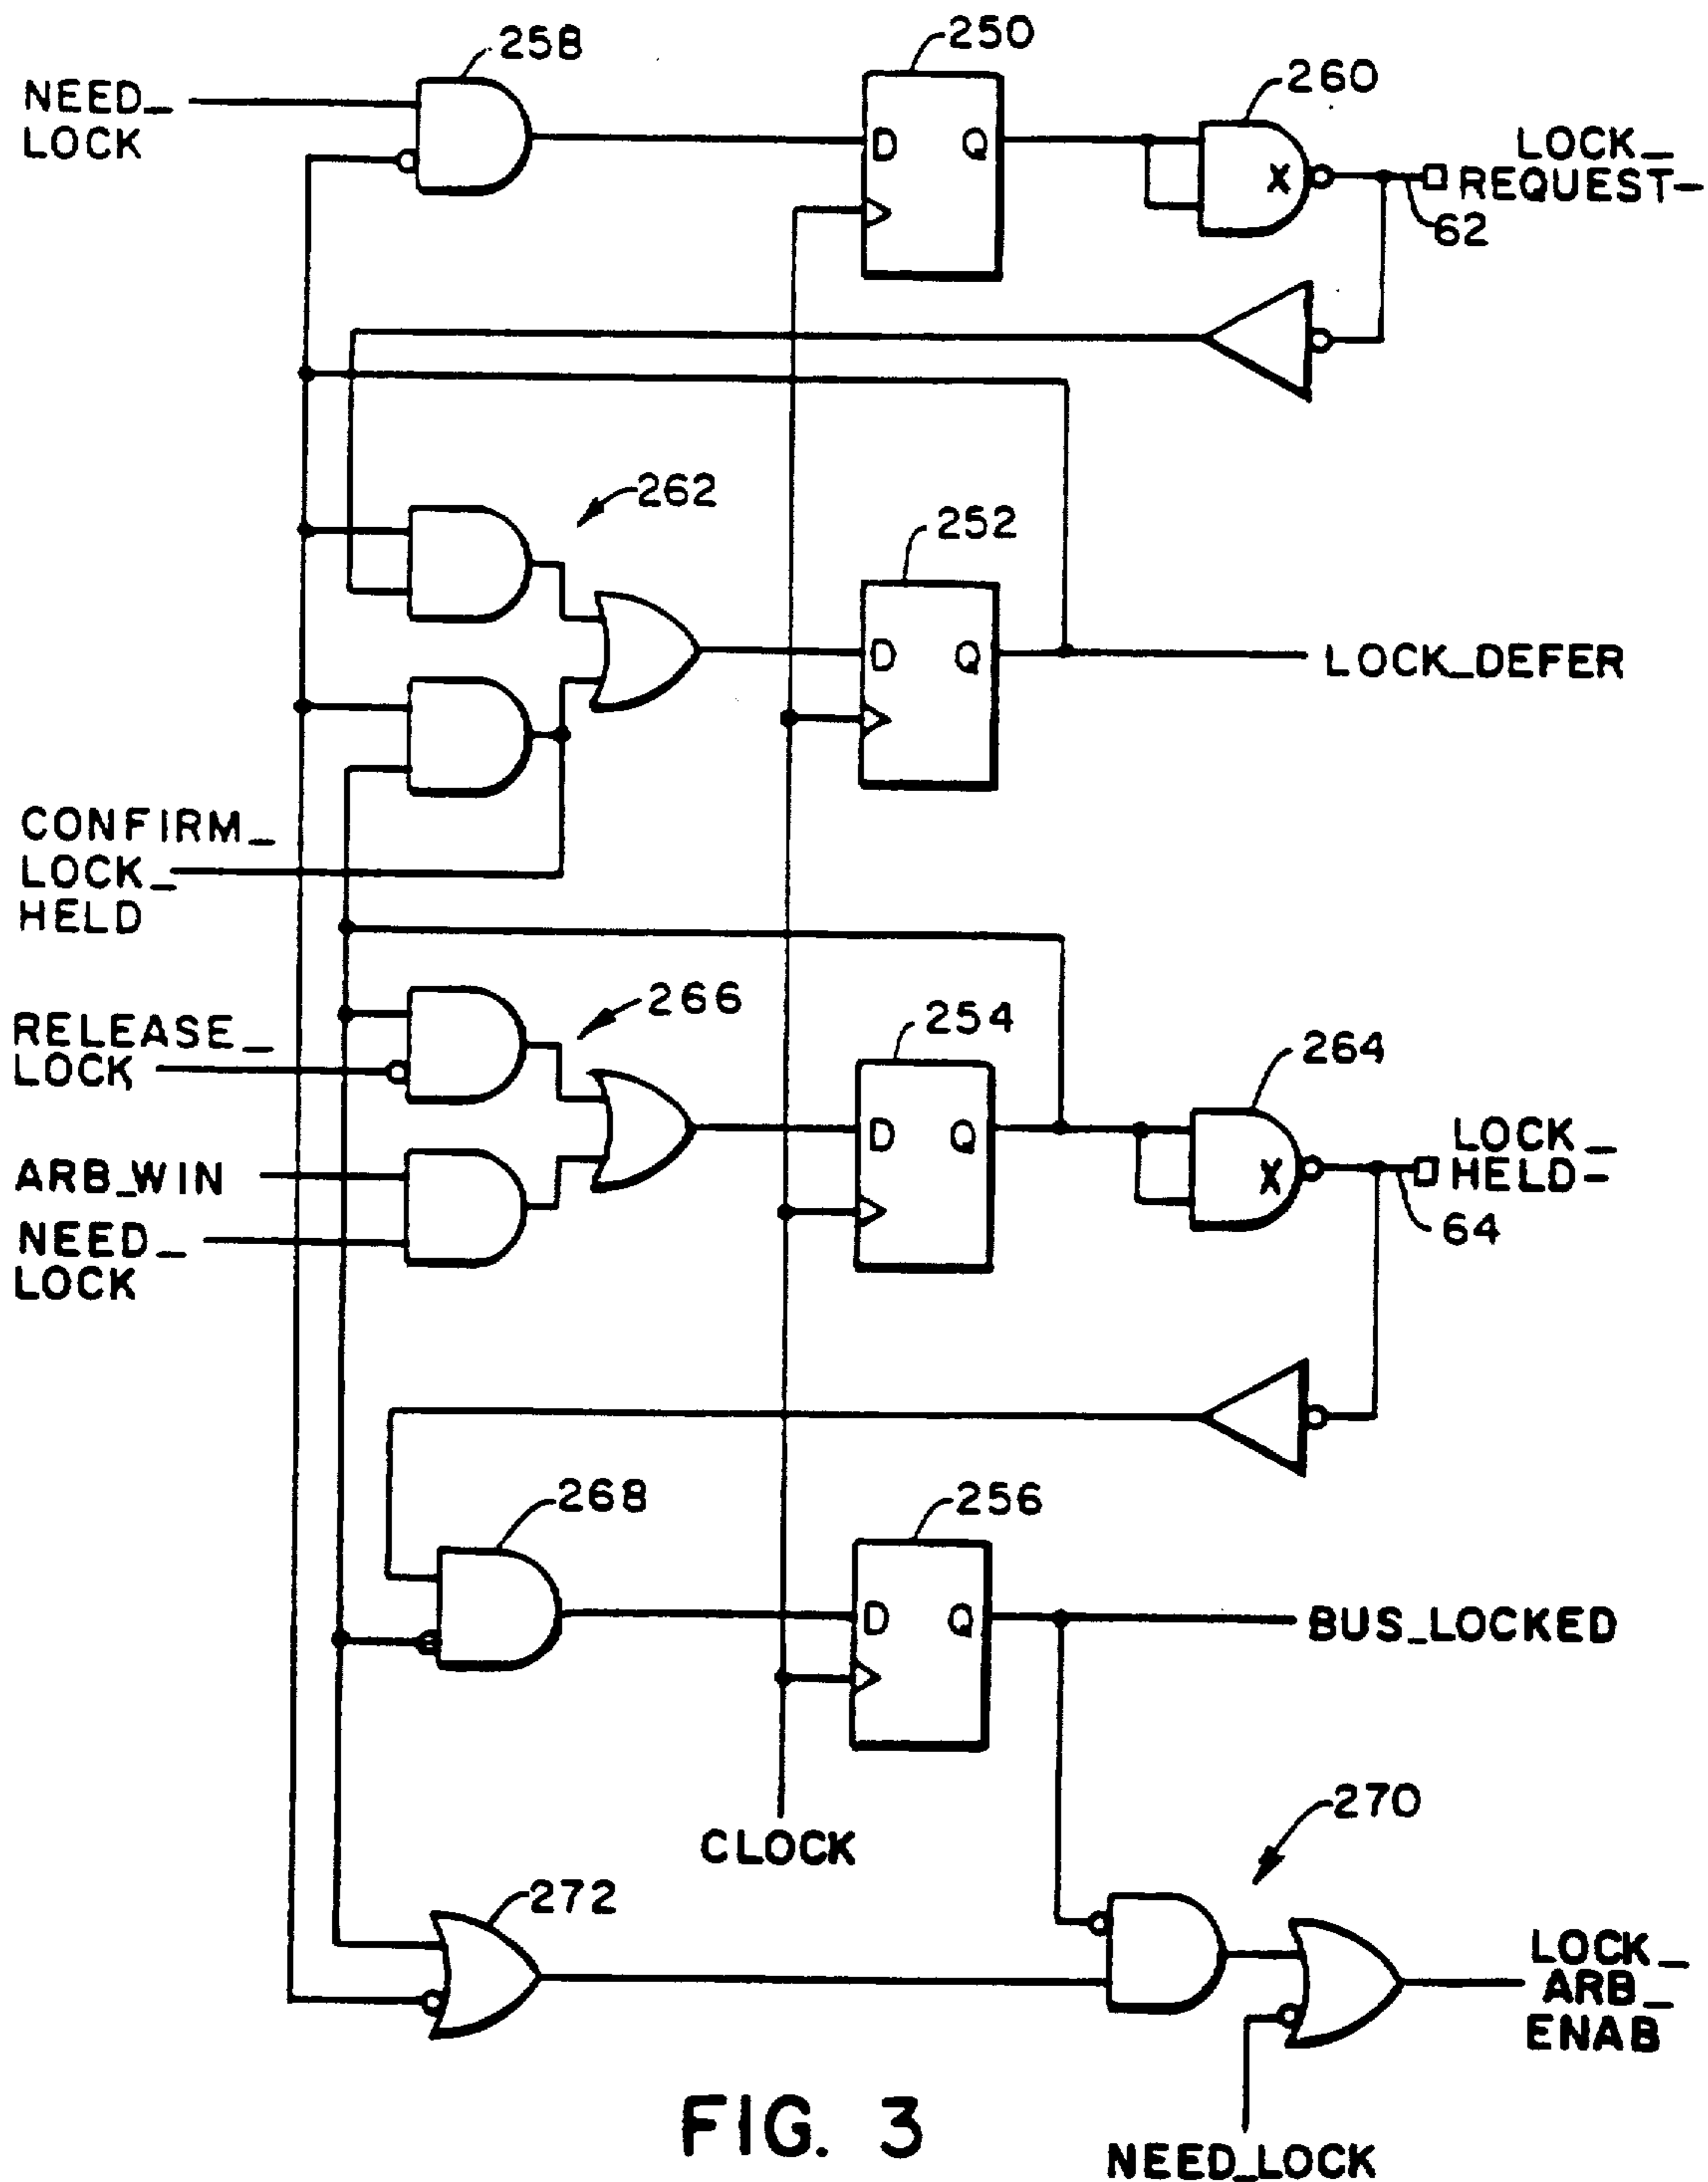 258
250
260
NEED_
LOCK
D
Q
X
LOCK_
REQUEST-
62
262
252
D
Q
LOCK_DEFER
CONFIRM_
LOCK_
HELD
266
254
264
RELEASE_
LOCK
D
Q
X
LOCK_
HELD-
64
ARB_WIN
NEED_
LOCK
268
256
D
Q
BUS_LOCKED
270
CLOCK
272
LOCK_
ARB_
ENAB
FIG. 3
NEED_LOCK